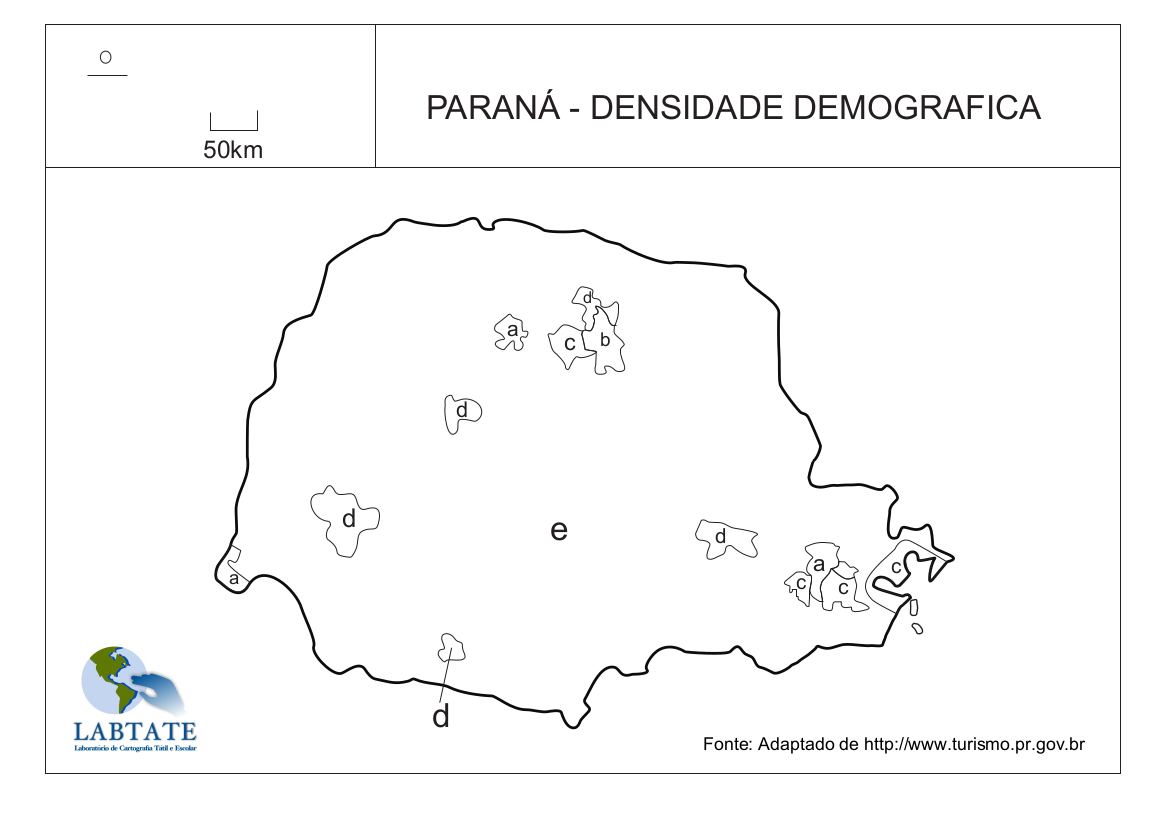 O
50km
PARANÁ - DENSIDADE DEMOGRAFICA
d
a
c
b
d
d
e
d
a
c
c
c
a
d
LABTATE
Laboratório de Cartografia Tátil e Escolar
Fonte: Adaptado de http://www.turismo.pr.gov.br